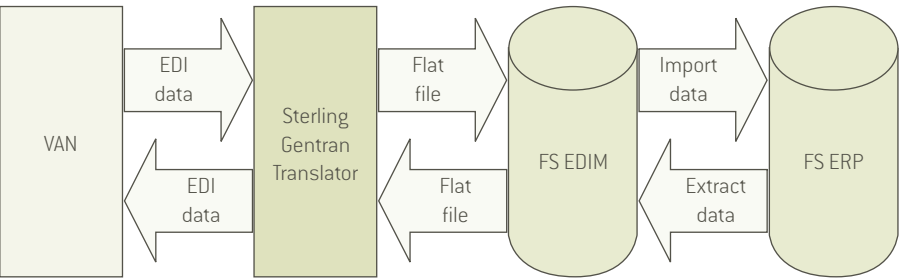 VAN
EDI
data
EDI
data
Sterling
Gentran
Translator
Flat
file
Flat
file
FS EDIM
Import
data
Extract
data
FS ERP